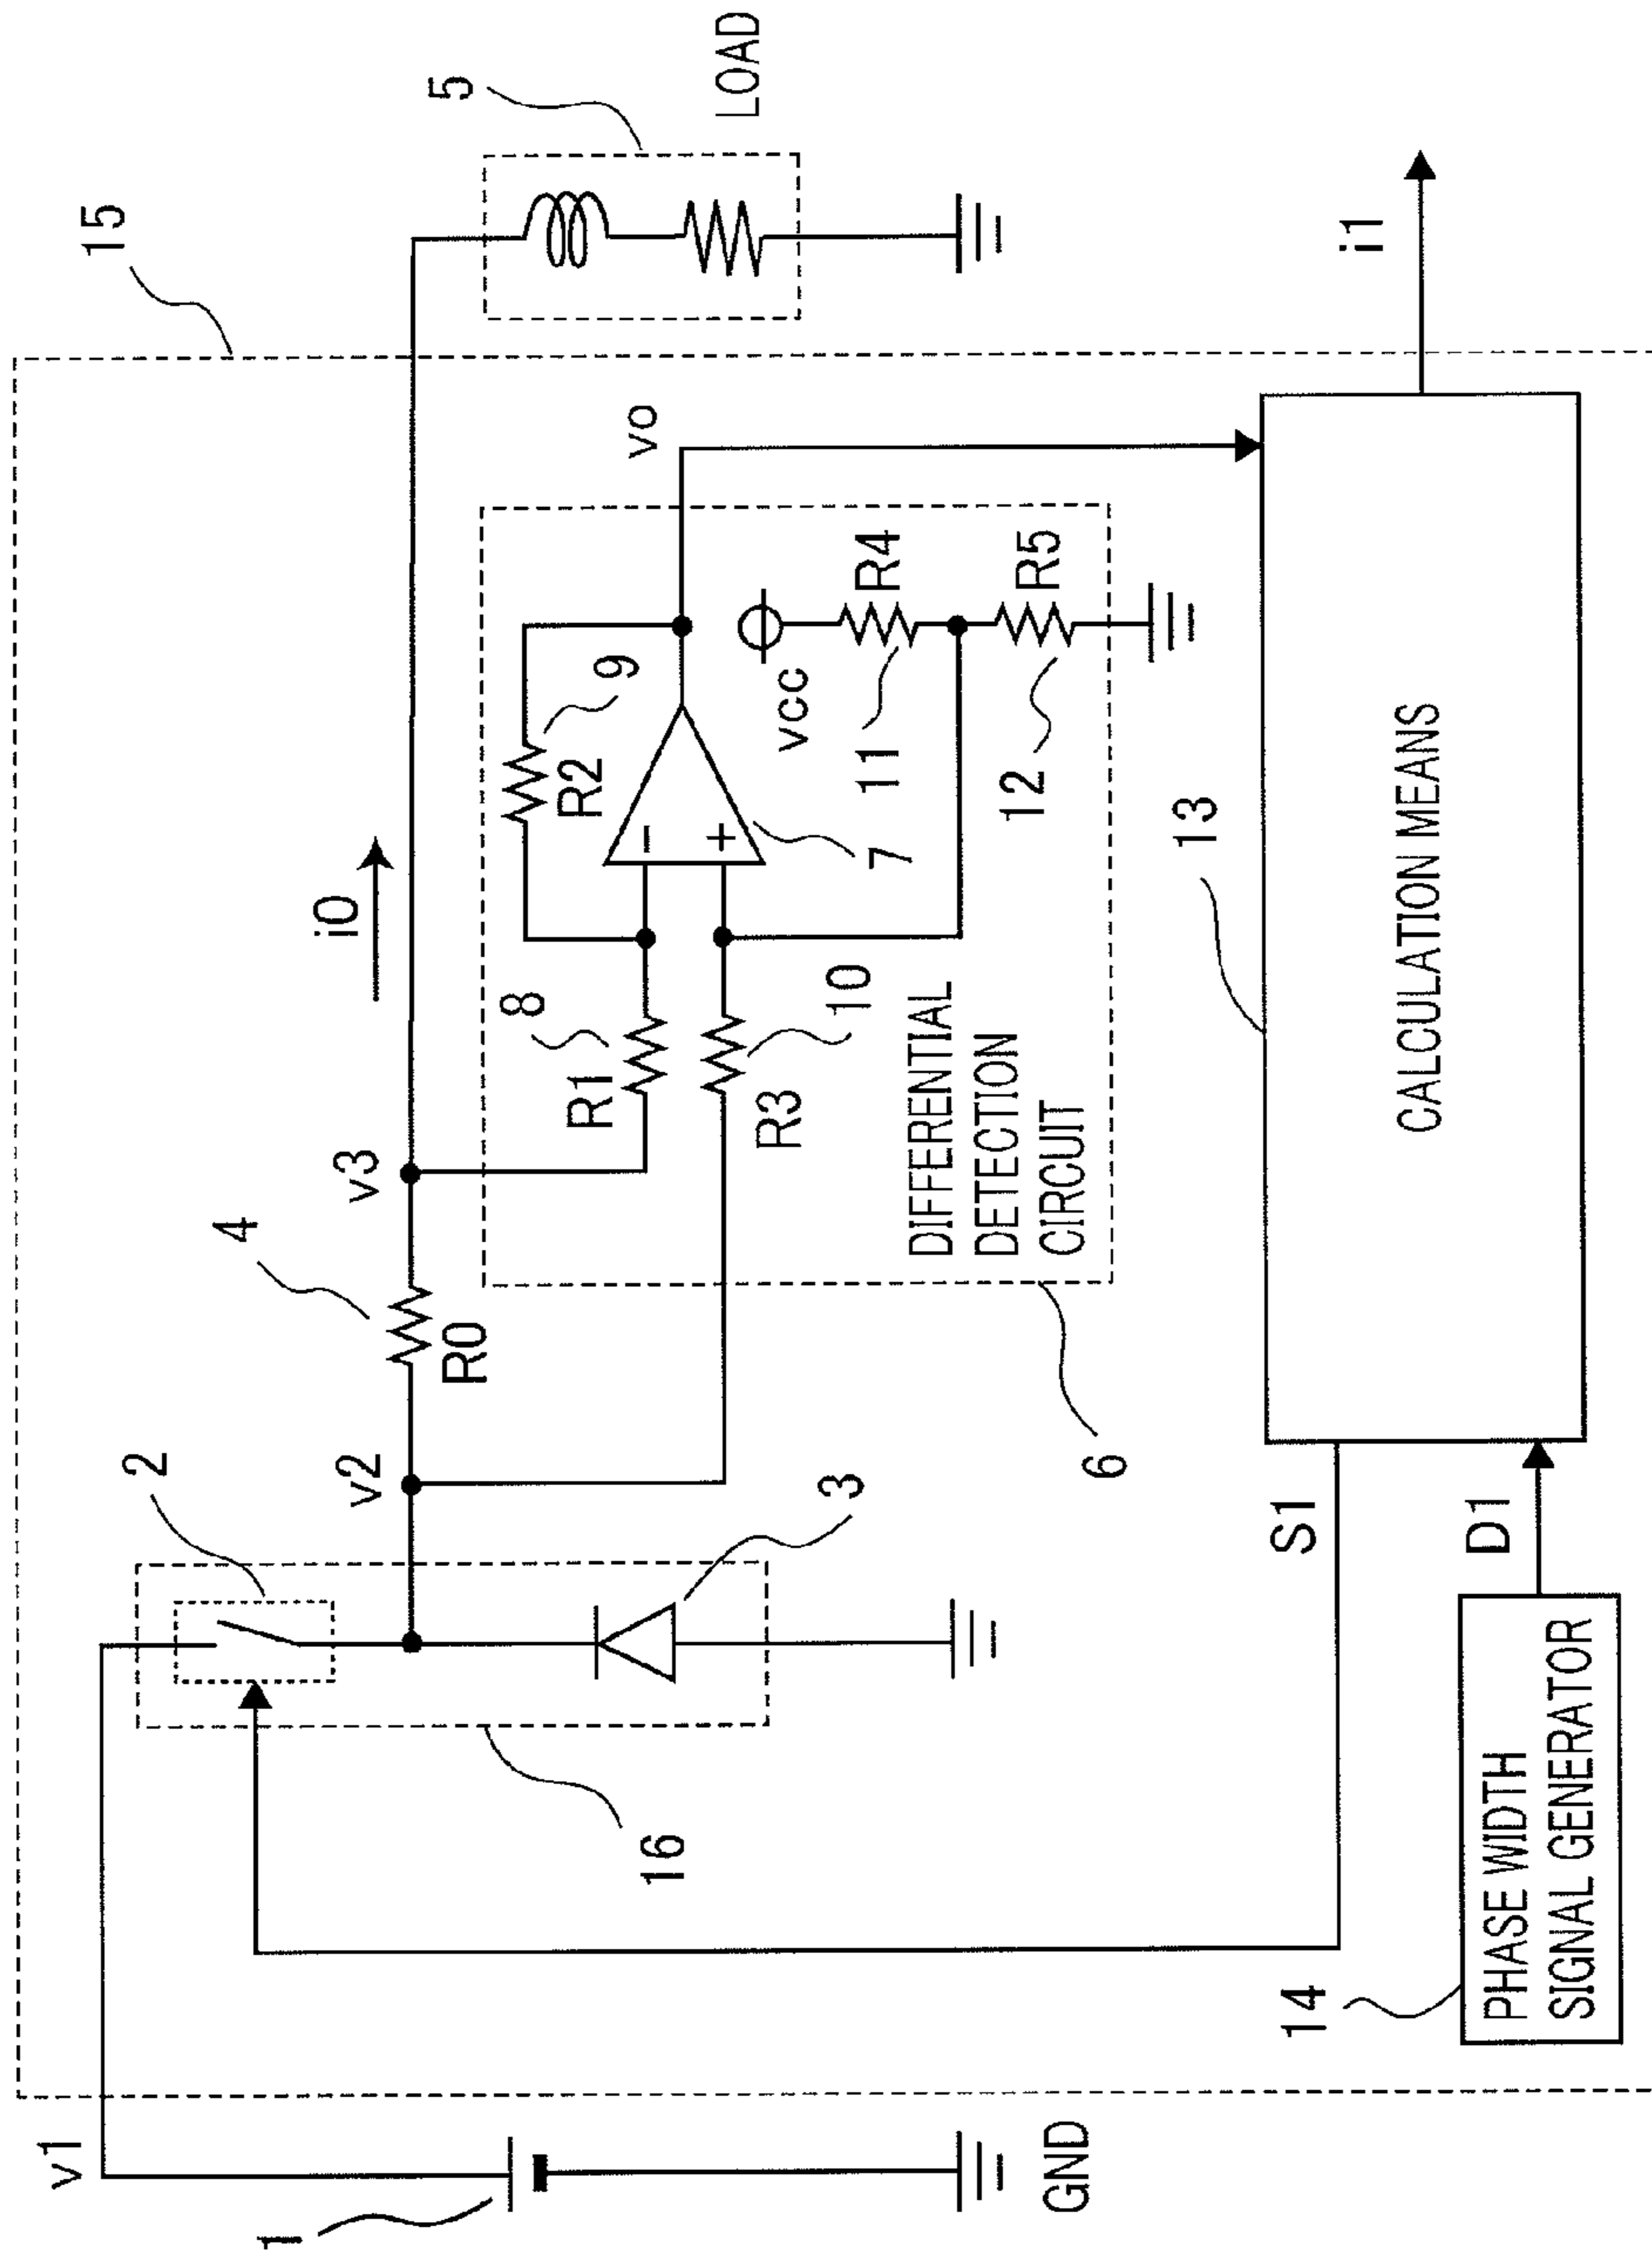 15
v1
1
GND
2
16
3
v2
4
R0
v3
i0
5
LOAD
8
R1
R2
9
R3
10
7
vcc
11
R4
12
R5
vo
DIFFERENTIAL
DETECTION
CIRCUIT
6
S1
D1
14
PHASE WIDTH
SIGNAL GENERATOR
13
CALCULATION MEANS
i1
−
+